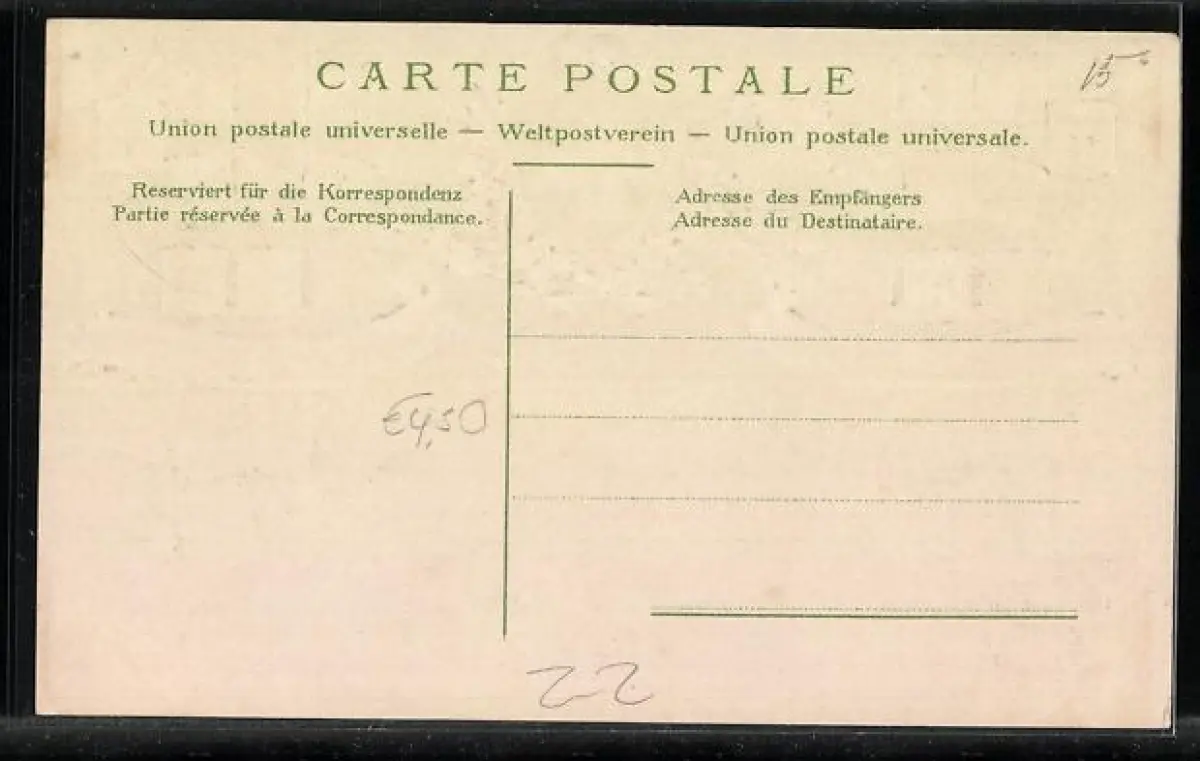 CARTE POSTALE
15
Union postale universelle — Weltpostverein — Union postale universale.
Reserviert für die Korrespondenz
Partie réservée à la Correspondance.
Adresse des Empfängers
Adresse du Destinataire.
€4,50
22